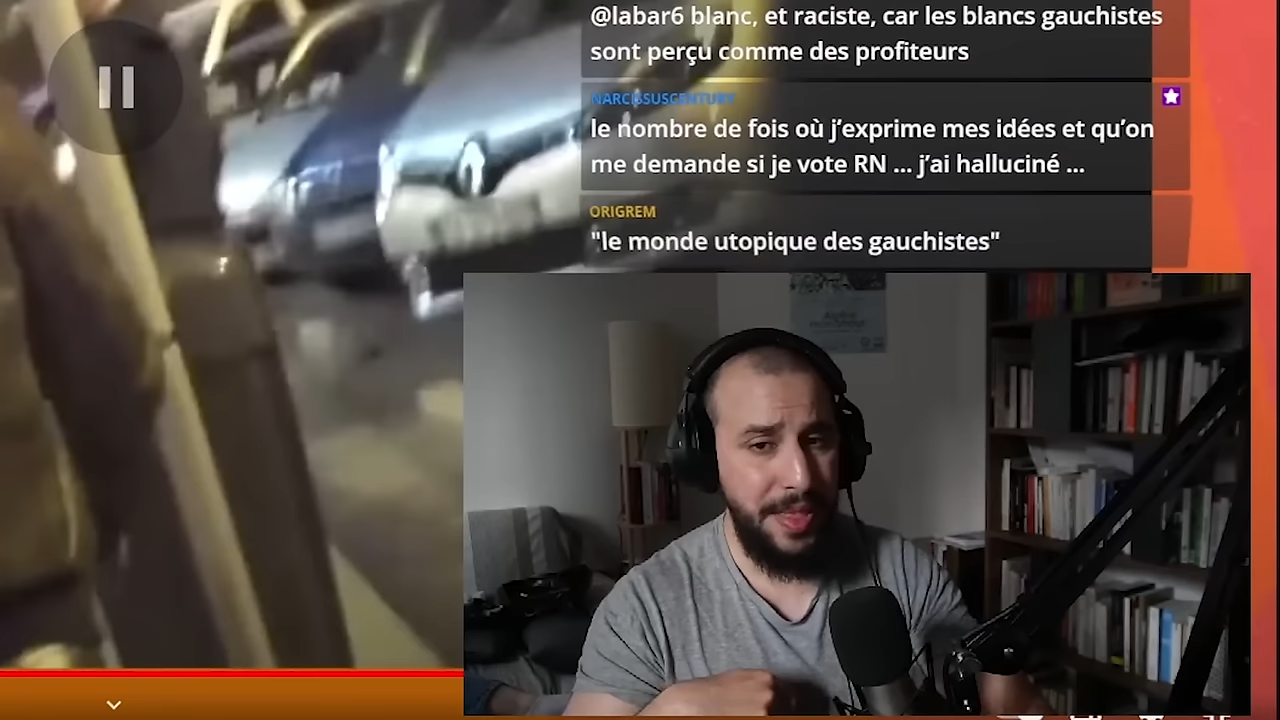 @labar6 blanc, et raciste, car les blancs gauchistes
sont perçu comme des profiteurs
NARCISSUSCENTURY
le nombre de fois où j’exprime mes idées et qu’on
me demande si je vote RN ... j’ai halluciné ...
ORIGREM
"le monde utopique des gauchistes"